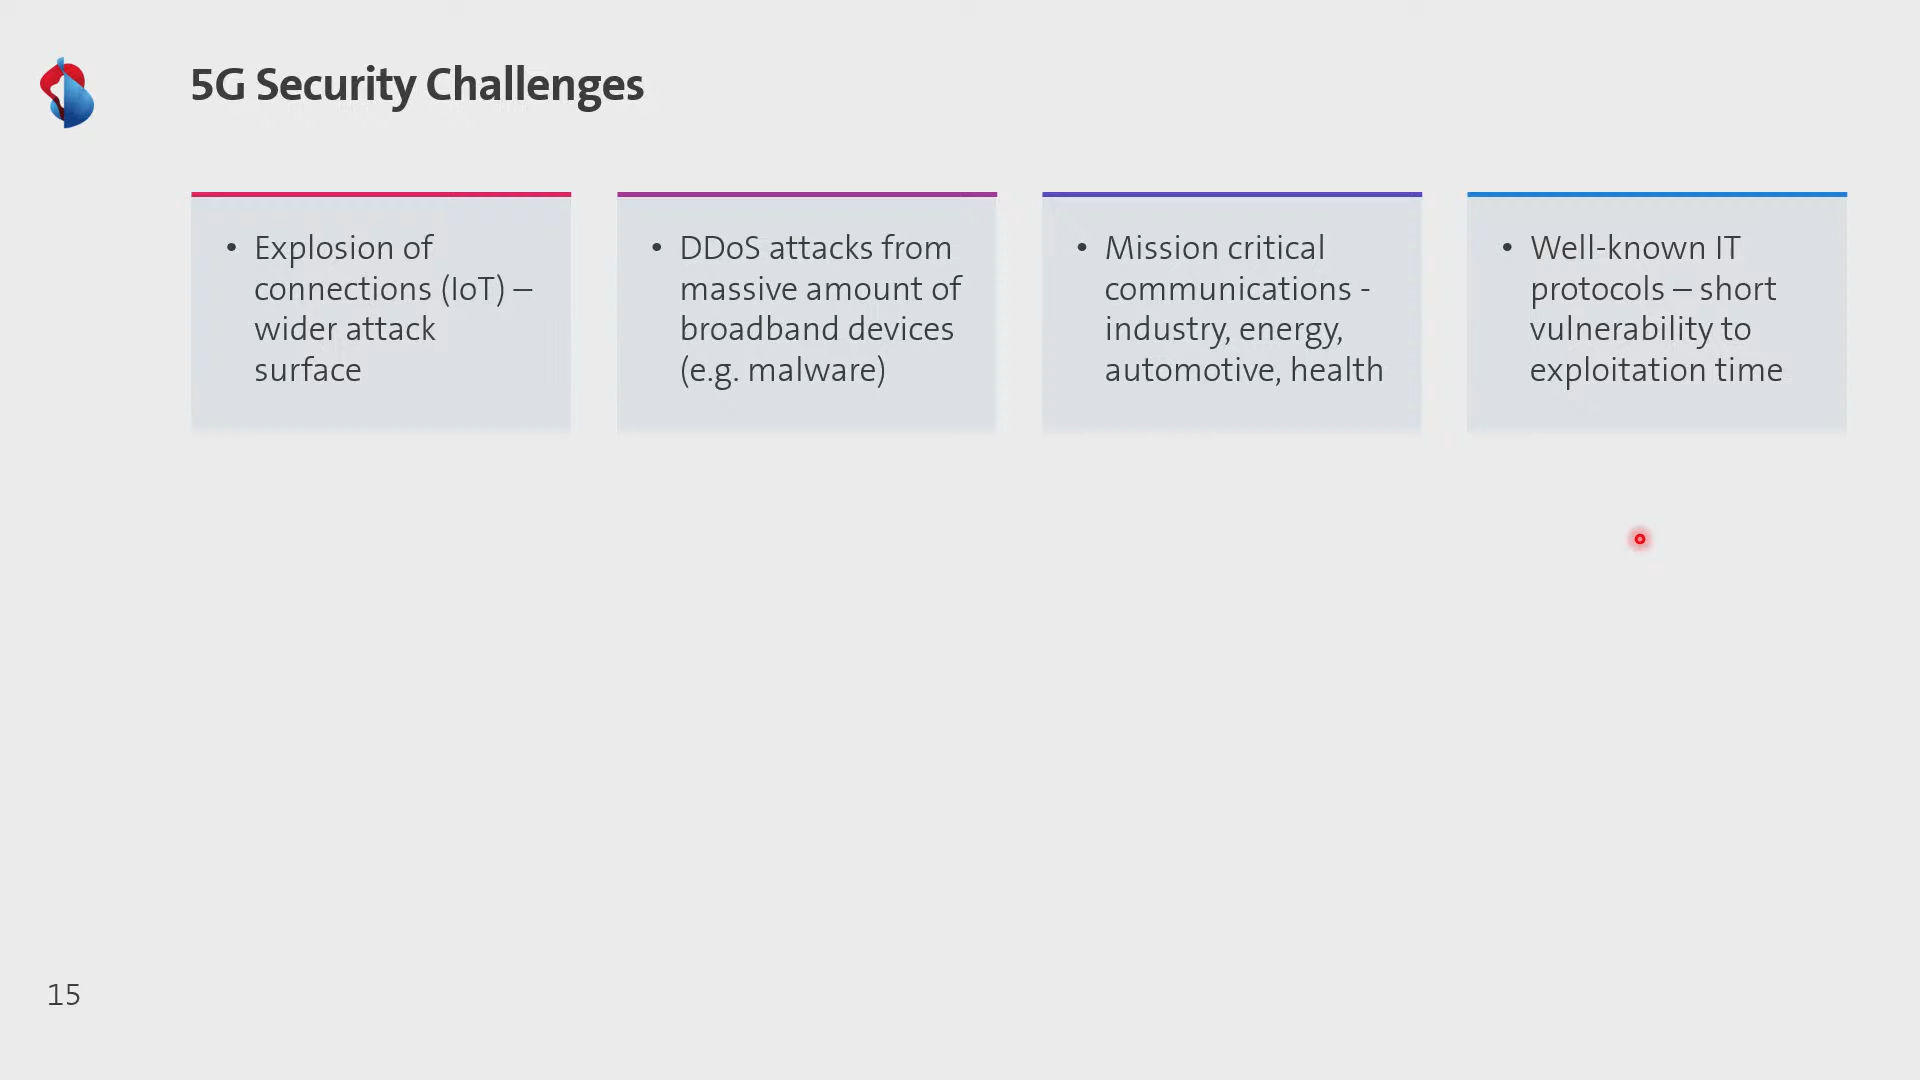 5G Security Challenges
• Explosion of
connections (IoT) –
wider attack
surface
• DDoS attacks from
massive amount of
broadband devices
(e.g. malware)
• Mission critical
communications -
industry, energy,
automotive, health
• Well-known IT
protocols – short
vulnerability to
exploitation time
15